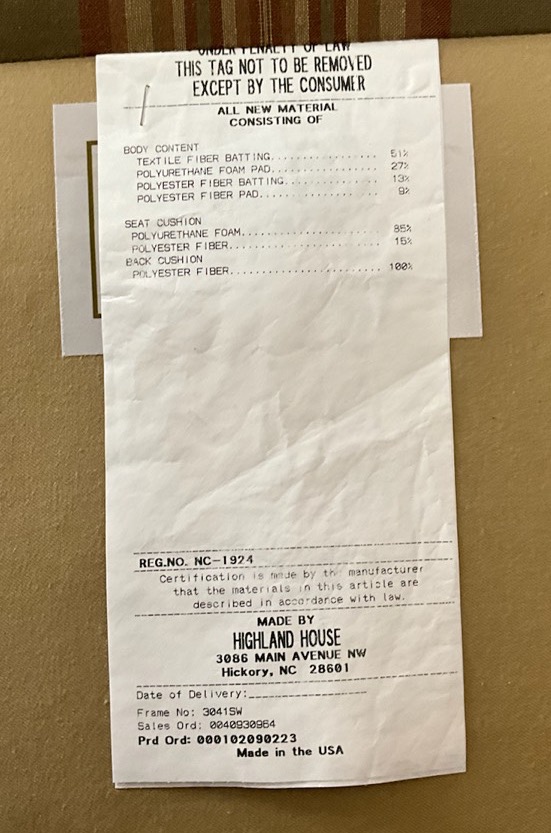 UNDER PENALTY OF LAW
THIS TAG NOT TO BE REMOVED
EXCEPT BY THE CONSUMER
ALL NEW MATERIAL
CONSISTING OF
BODY CONTENT
TEXTILE FIBER BATTING.................. 51%
POLYURETHANE FOAM PAD.................. 27%
POLYESTER FIBER BATTING................ 13%
POLYESTER FIBER PAD.................... 9%
SEAT CUSHION
POLYURETHANE FOAM....................... 85%
POLYESTER FIBER......................... 15%
BACK CUSHION
POLYESTER FIBER......................... 100%
REG.NO. NC-1924
Certification is made by the manufacturer
that the materials in this article are
described in accordance with law.
MADE BY
HIGHLAND HOUSE
3086 MAIN AVENUE NW
Hickory, NC 28601
Date of Delivery:____________________
Frame No: 3041SW
Sales Ord: 0040930964
Prd Ord: 000102090223
Made in the USA